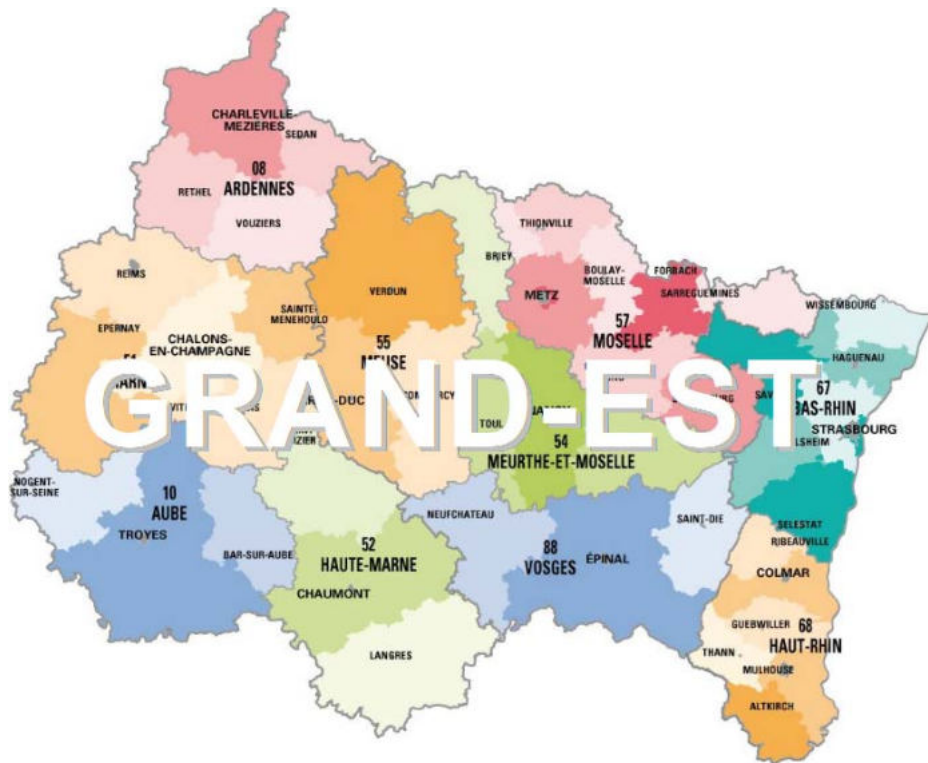 CHARLEVILLE-
MEZIÈRES
SEDAN
08
ARDENNES
RETHEL
VOUZIERS
THIONVILLE
BRIEY
REIMS
BOULAY-
MOSELLE
FORBACH
SARREGUEMINES
METZ
VERDUN
WISSEMBOURG
SAINTE-
MENEHOULD
EPERNAY
CHALONS-
EN-CHAMPAGNE
57
MOSELLE
55
MEUSE
HAGUENAU
67
BAS-RHIN
GRAND-EST
TOUL
STRASBOURG
54
MEURTHE-ET-MOSELLE
NOGENT-
SUR-SEINE
10
AUBE
TROYES
BAR-SUR-AUBE
NEUFCHATEAU
SAINT-DIE
SELESTAT
RIBEAUVILLE
52
HAUTE-MARNE
88
VOSGES
ÉPINAL
COLMAR
CHAUMONT
GUEBWILLER
68
HAUT-RHIN
THANN
MULHOUSE
LANGRES
ALTKIRCH